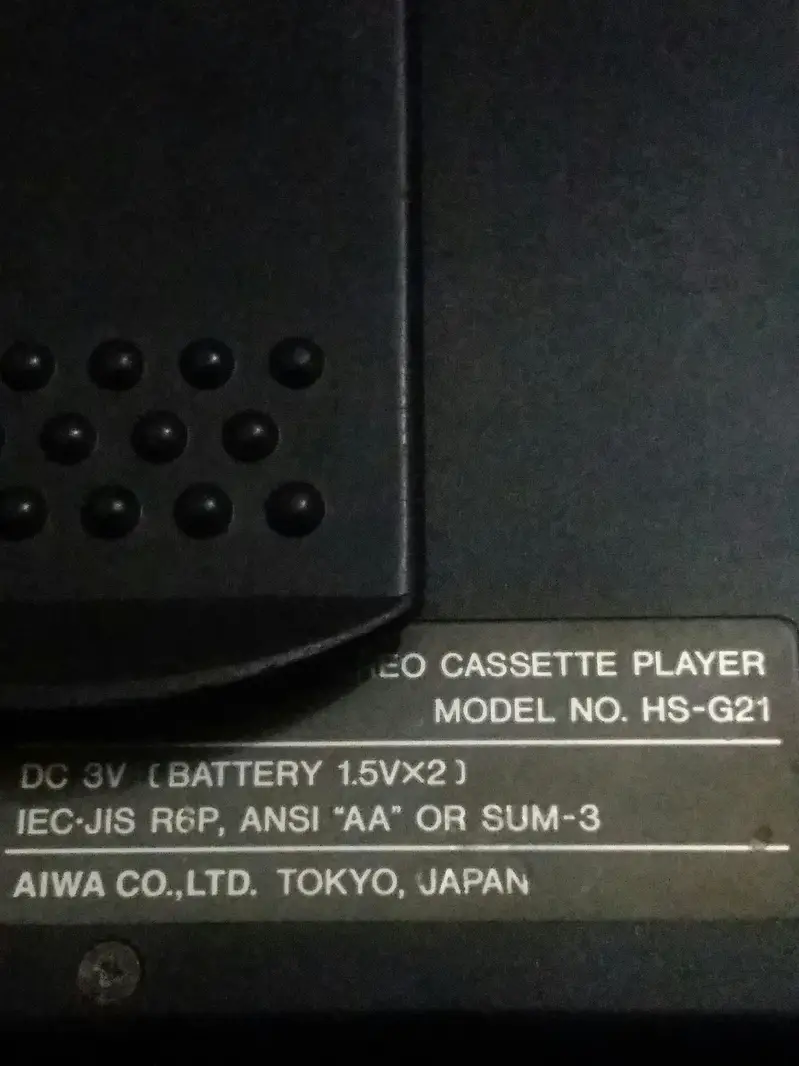 EO CASSETTE PLAYER
MODEL NO. HS-G21
DC 3V (BATTERY 1.5V×2)
IEC·JIS R6P, ANSI "AA" OR SUM-3
AIWA CO.,LTD. TOKYO, JAPAN